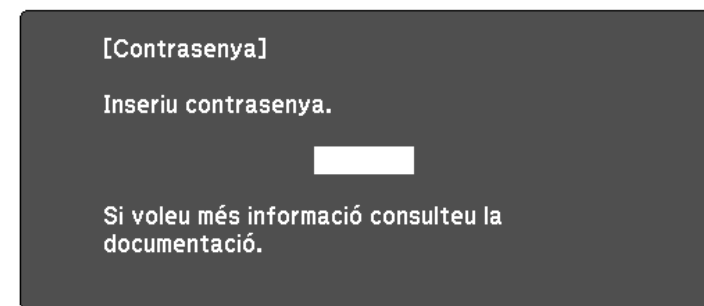 [Contrasenya]
Inseriu contrasenya.
Si voleu més informació consulteu la
documentació.